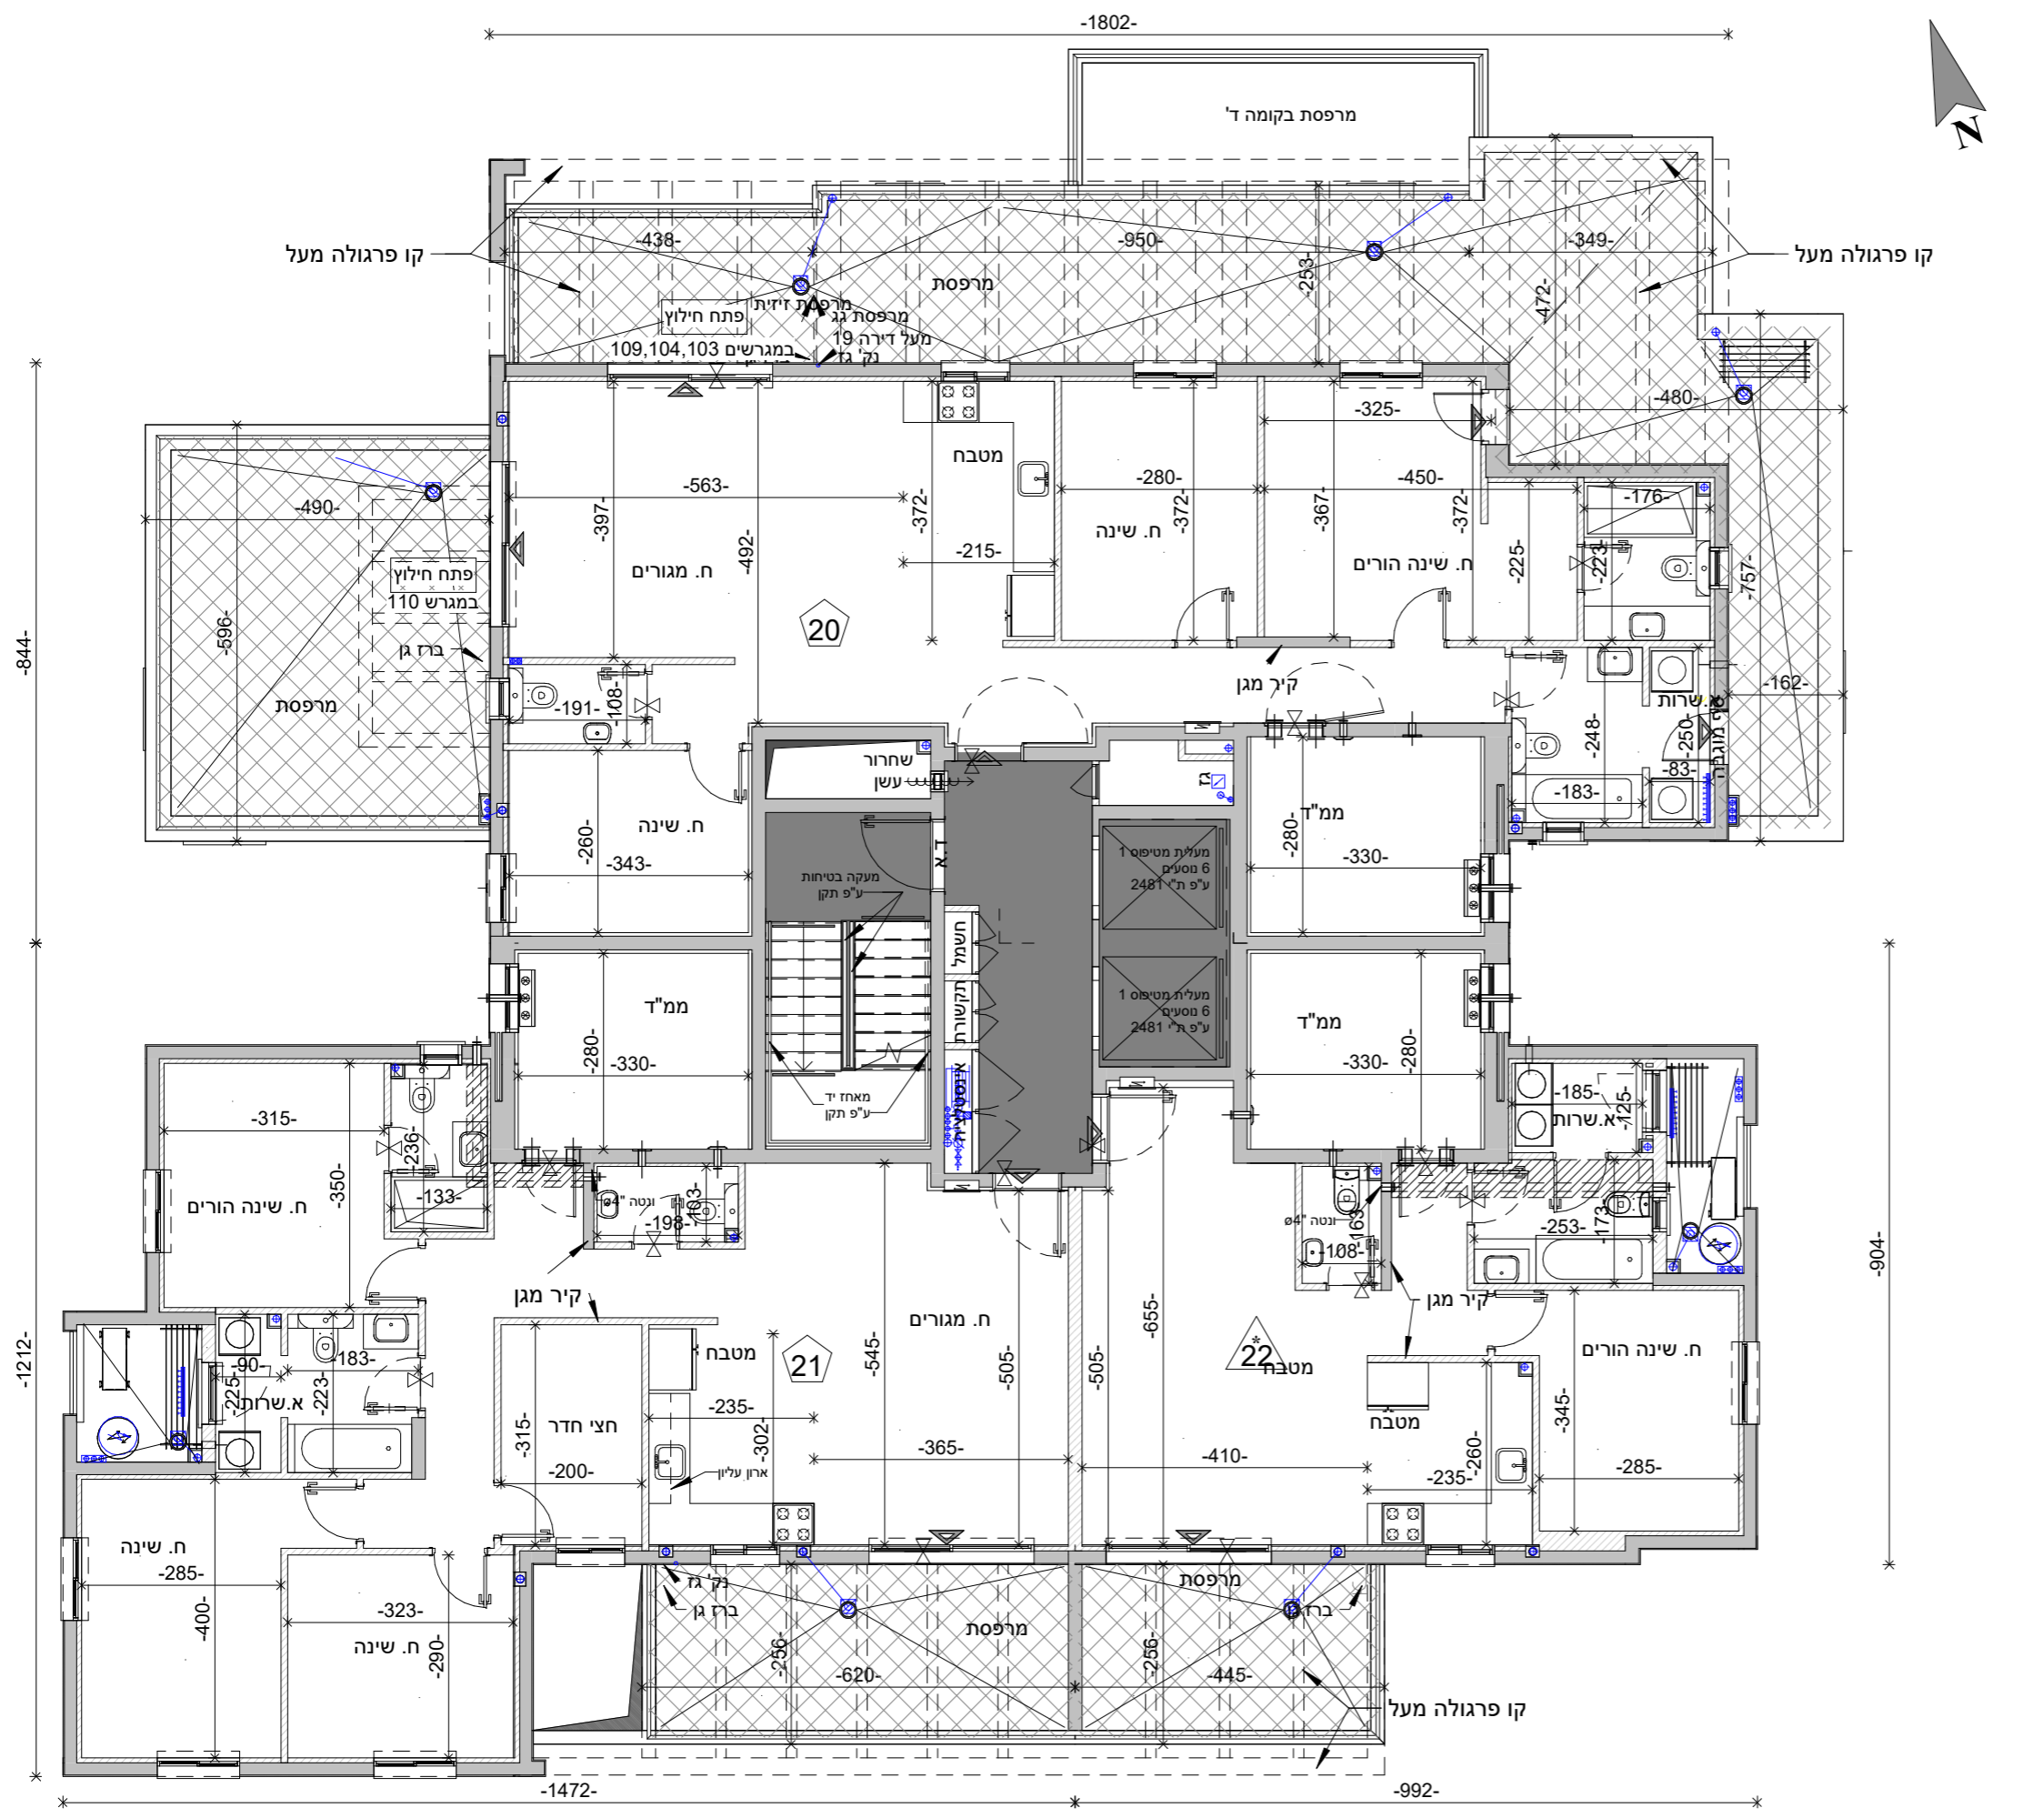 -1802-
N
מרפסת בקומה ד'
קו פרגולה מעל
-438-
-950-
-349-
קו פרגולה מעל
-253-
-472-
מרפסת
מרפסת זיזית
פתח חילוץ
מרפסת גג
מעל דירה 19
במגרשים 109,104,103
נק' גז
-480-
-325-
-490-
-563-
-372-
מטבח
-280-
-450-
-176-
-397-
-492-
-372-
-367-
-372-
ח. שינה
-215-
ח. שינה הורים
-225-
-223-
-757-
ח. מגורים
פתח חילוץ
במגרש 110
-596-
ברז גן
20
-844-
מרפסת
-191-
-108-
קיר מגן
-162-
א.שרות
-248-
-250-
-83-
-183-
שחרור
עשן
גז
ח. שינה
-260-
-343-
ממ"ד
-280-
-330-
ד.א
מעקה בטיחות
ע"פ תקן
מעלית מטיפוס 1
6 נוסעים
ע"פ ת"י 2481
חשמל
תקשורת
אינסטלציה
מעלית מטיפוס 1
6 נוסעים
ע"פ ת"י 2481
ממ"ד
-280-
-330-
ממ"ד
-330-
-280-
מאחז יד
ע"פ תקן
-315-
-236-
-350-
-133-
ח. שינה הורים
ונטה "4ø
-103-
-198-
ונטה "4ø
-163-
-108-
-185-
-125-
א.שרות
-253-
-173-
-904-
קיר מגן
קיר מגן
ח. מגורים
-655-
-545-
-505-
-505-
*
22
מטבח
ח. שינה הורים
-1212-
-90-
-183-
-225-
-223-
א.שרות
מטבח
21
-235-
-302-
-365-
חצי חדר
-315-
-200-
ארון עליון
-410-
מטבח
-260-
-235-
-345-
-285-
ח. שינה
-285-
-400-
-323-
ח. שינה
-290-
נק' גז
ברז גן
מרפסת
-256-
-620-
מרפסת
ברז
-256-
-445-
קו פרגולה מעל
-1472-
-992-